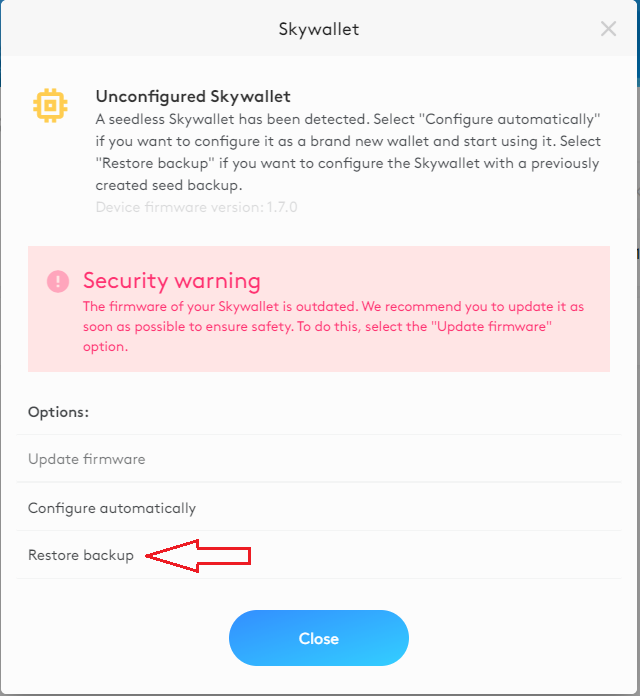 Skywallet
Unconfigured Skywallet
A seedless Skywallet has been detected. Select "Configure automatically"
if you want to configure it as a brand new wallet and start using it. Select
"Restore backup" if you want to configure the Skywallet with a previously
created seed backup.
Device firmware version: 1.7.0
Security warning
The firmware of your Skywallet is outdated. We recommend you to update it as
soon as possible to ensure safety. To do this, select the "Update firmware"
option.
Options:
Update firmware
Configure automatically
Restore backup
Close